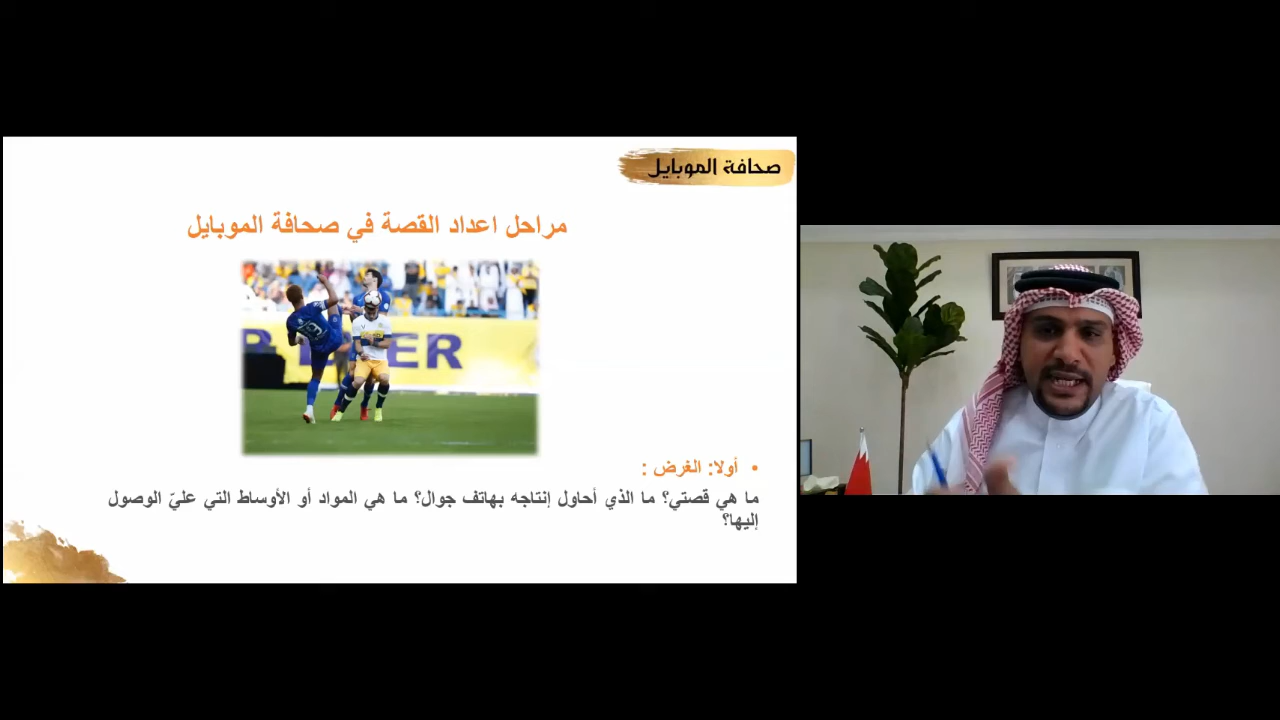 صحافة الموبايل
مراحل اعداد القصة في صحافة الموبايل
• أولا: الغرض :
ما هي قصتي؟ ما الذي أحاول إنتاجه بهاتف جوال؟ ما هي المواد أو الأوساط التي عليّ الوصول
إليها؟